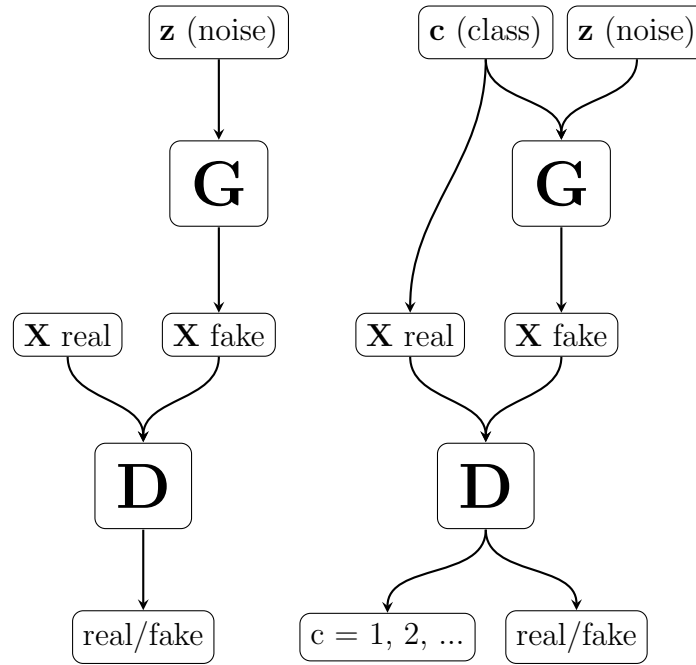 z (noise)
G
X real
X fake
D
real/fake
c (class)
z (noise)
G
X real
X fake
D
c = 1, 2, ...
real/fake